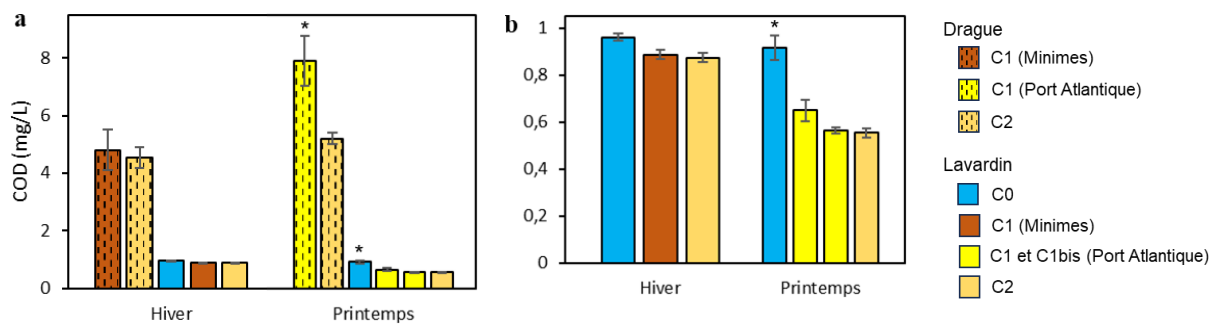 a
COD (mg/L)
8
6
4
2
0
*
*
Hiver
Printemps
b
1
0,8
0,6
0,4
0,2
0
*
Hiver
Printemps
Drague
C1 (Minimes)
C1 (Port Atlantique)
C2
Lavardin
C0
C1 (Minimes)
C1 et C1bis (Port Atlantique)
C2